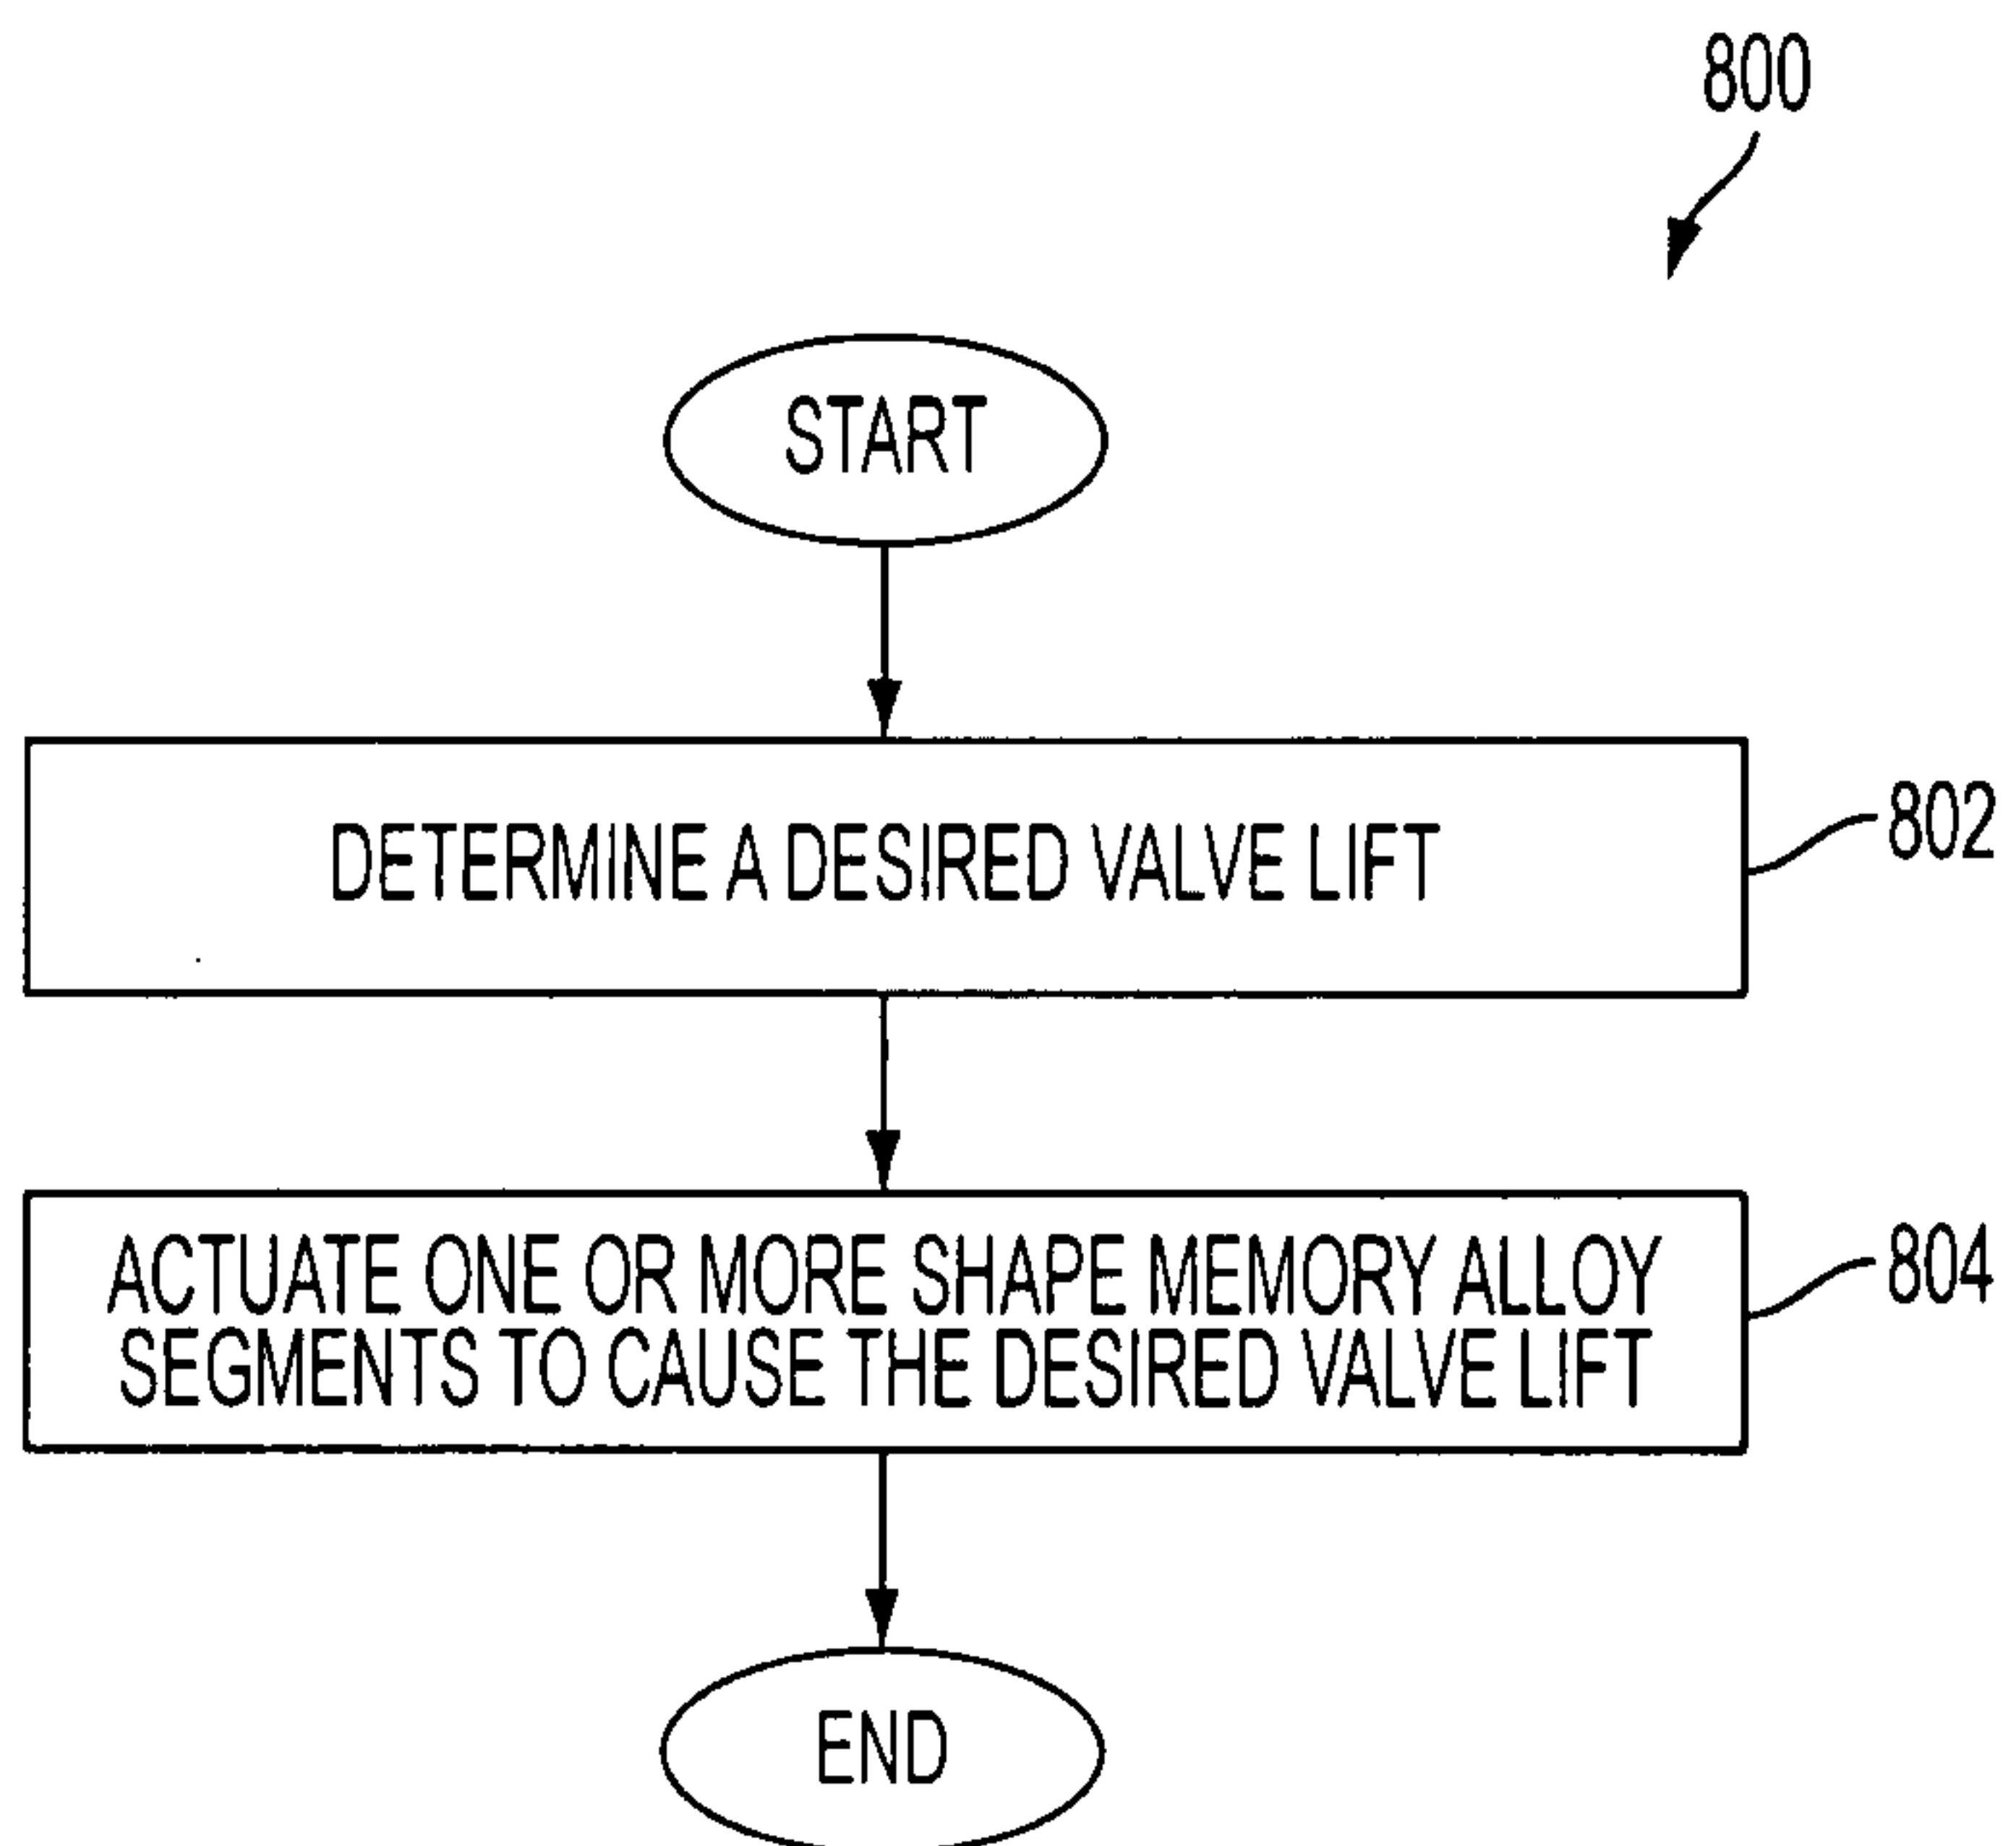 800
START
DETERMINE A DESIRED VALVE LIFT
802
ACTUATE ONE OR MORE SHAPE MEMORY ALLOY
SEGMENTS TO CAUSE THE DESIRED VALVE LIFT
804
END